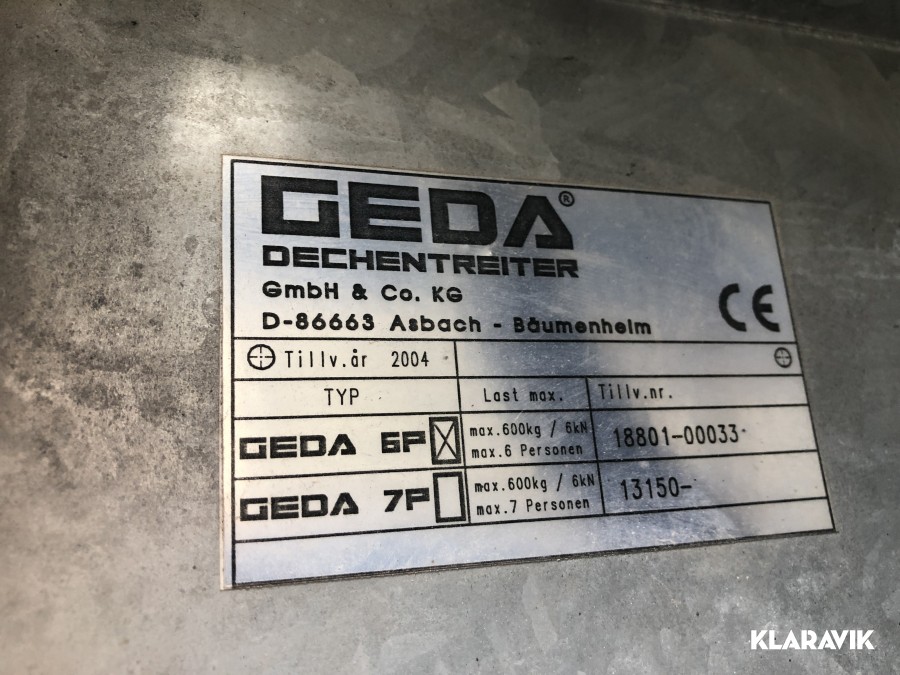 GEDA®
DECHENTREITER
GmbH & Co. KG
D-86663 Asbach - Bäumenheim
CE
Tillv.år 2004
TYP Last max. Tillv.nr.
GEDA 6P ☒ max.600kg / 6kN
max.6 Personen
18801-00033
GEDA 7P ☐ max.600kg / 6kN
max.7 Personen
13150-
KLARAVIK